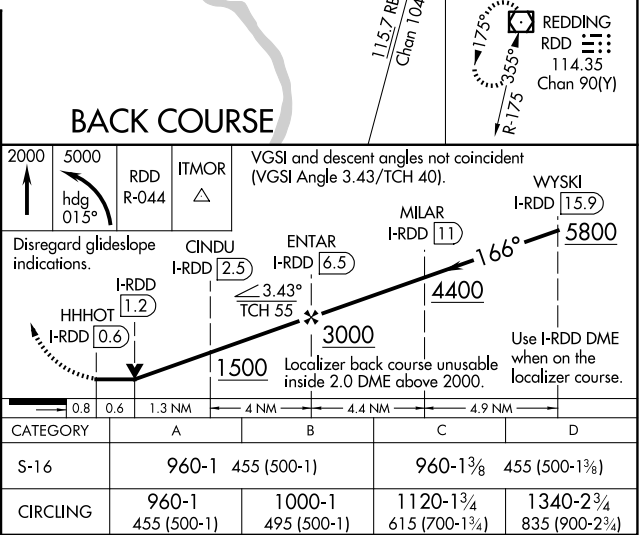 115.7 RE
Chan 104
175°
355°
R-175
REDDING
RDD
114.35
Chan 90(Y)
BACK COURSE
2000
5000
hdg
015°
RDD
R-044
ITMOR
VGSI and descent angles not coincident
(VGSI Angle 3.43/TCH 40).
Disregard glideslope
indications.
HHHOT
I-RDD 0.6
I-RDD
1.2
CINDU
I-RDD 2.5
3.43°
TCH 55
ENTAR
I-RDD 6.5
MILAR
I-RDD 11
WYSKI
I-RDD 15.9
166°
5800
4400
3000
1500
Localizer back course unusable
inside 2.0 DME above 2000.
Use I-RDD DME
when on the
localizer course.
0.8 0.6 1.3 NM 4 NM 4.4 NM 4.9 NM
CATEGORY A B C D
S-16 960-1 455 (500-1) 960-1⅜ 455 (500-1⅜)
CIRCLING 960-1 1000-1 1120-1¾ 1340-2¾
455 (500-1) 495 (500-1) 615 (700-1¾) 835 (900-2¾)